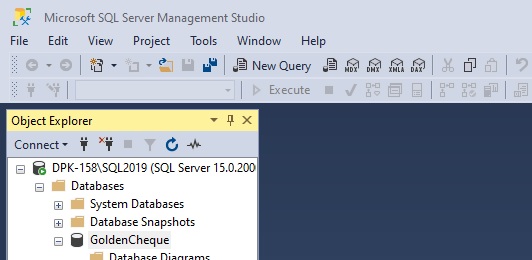 Microsoft SQL Server Management Studio
File Edit View Project Tools Window Help
New Query MDX DMX XMLA DAX
Execute
Object Explorer
Connect
DPK-158\SQL2019 (SQL Server 15.0.200
Databases
System Databases
Database Snapshots
GoldenCheque
Database Diagrams